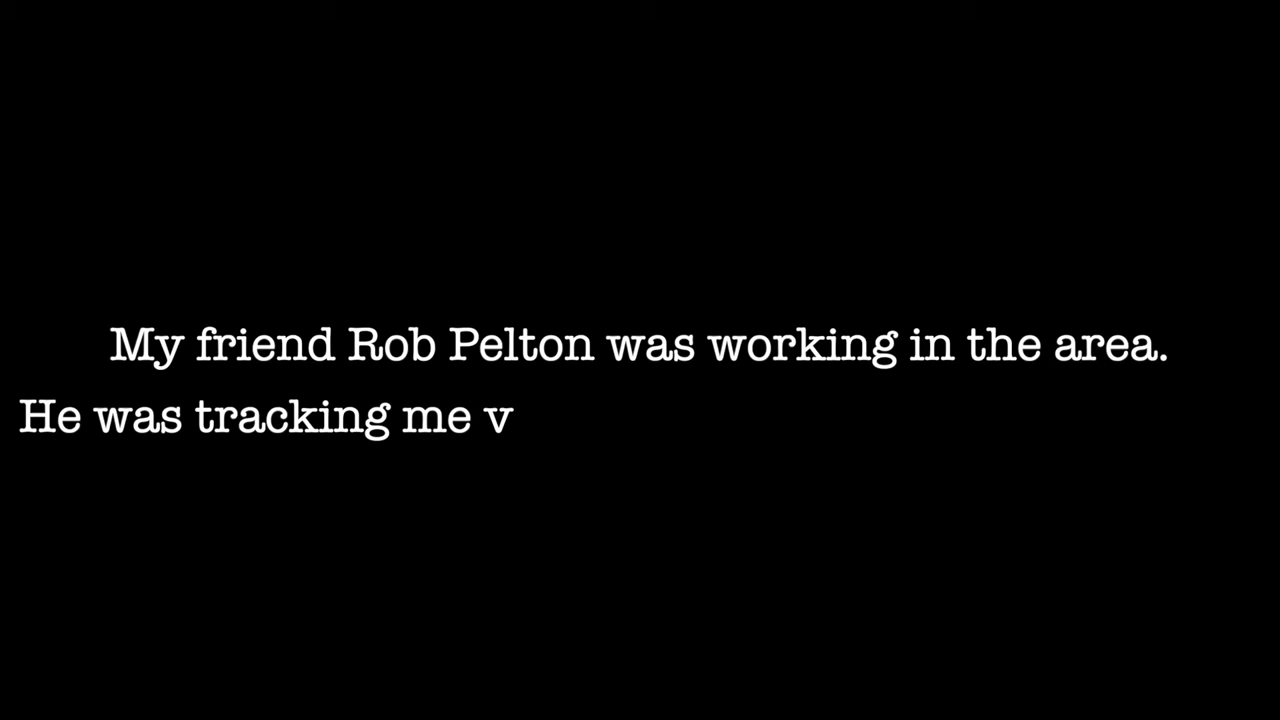 My friend Rob Pelton was working in the area.
He was tracking me v